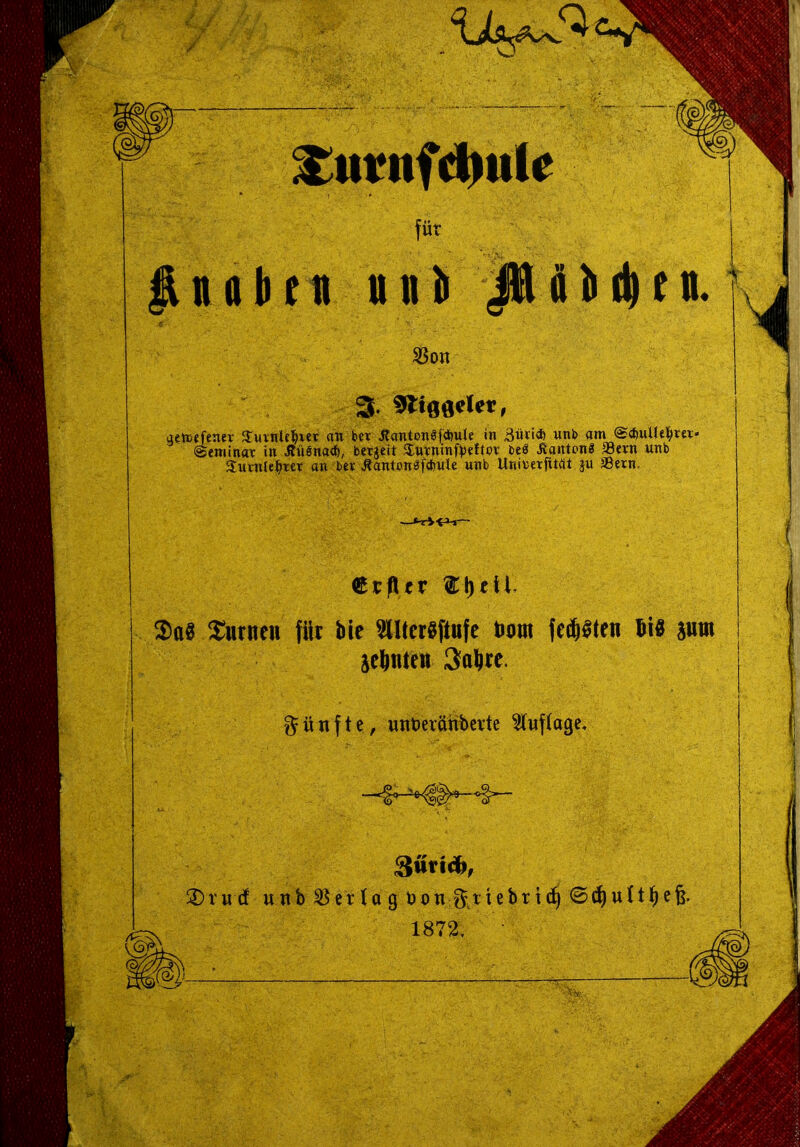 Turnschule
für
Knaben und Mädchen.
Von
J. Niggeler,
gewesener Turnlehrer an der Kantonsschule in Zürich und am Schullehrer-
Seminar in Küsnach, derzeit Turninspektor des Kantons Bern und
Turnlehrer an der Kantonsschule und Universität zu Bern.
Erster Theil.
Das Turnen für die Altersstufe vom sechsten bis zum
zehnten Jahre.
Fünfte, unveränderte Auflage.
Zürich,
Druck und Verlag von Friedrich Schultheß.
1872.